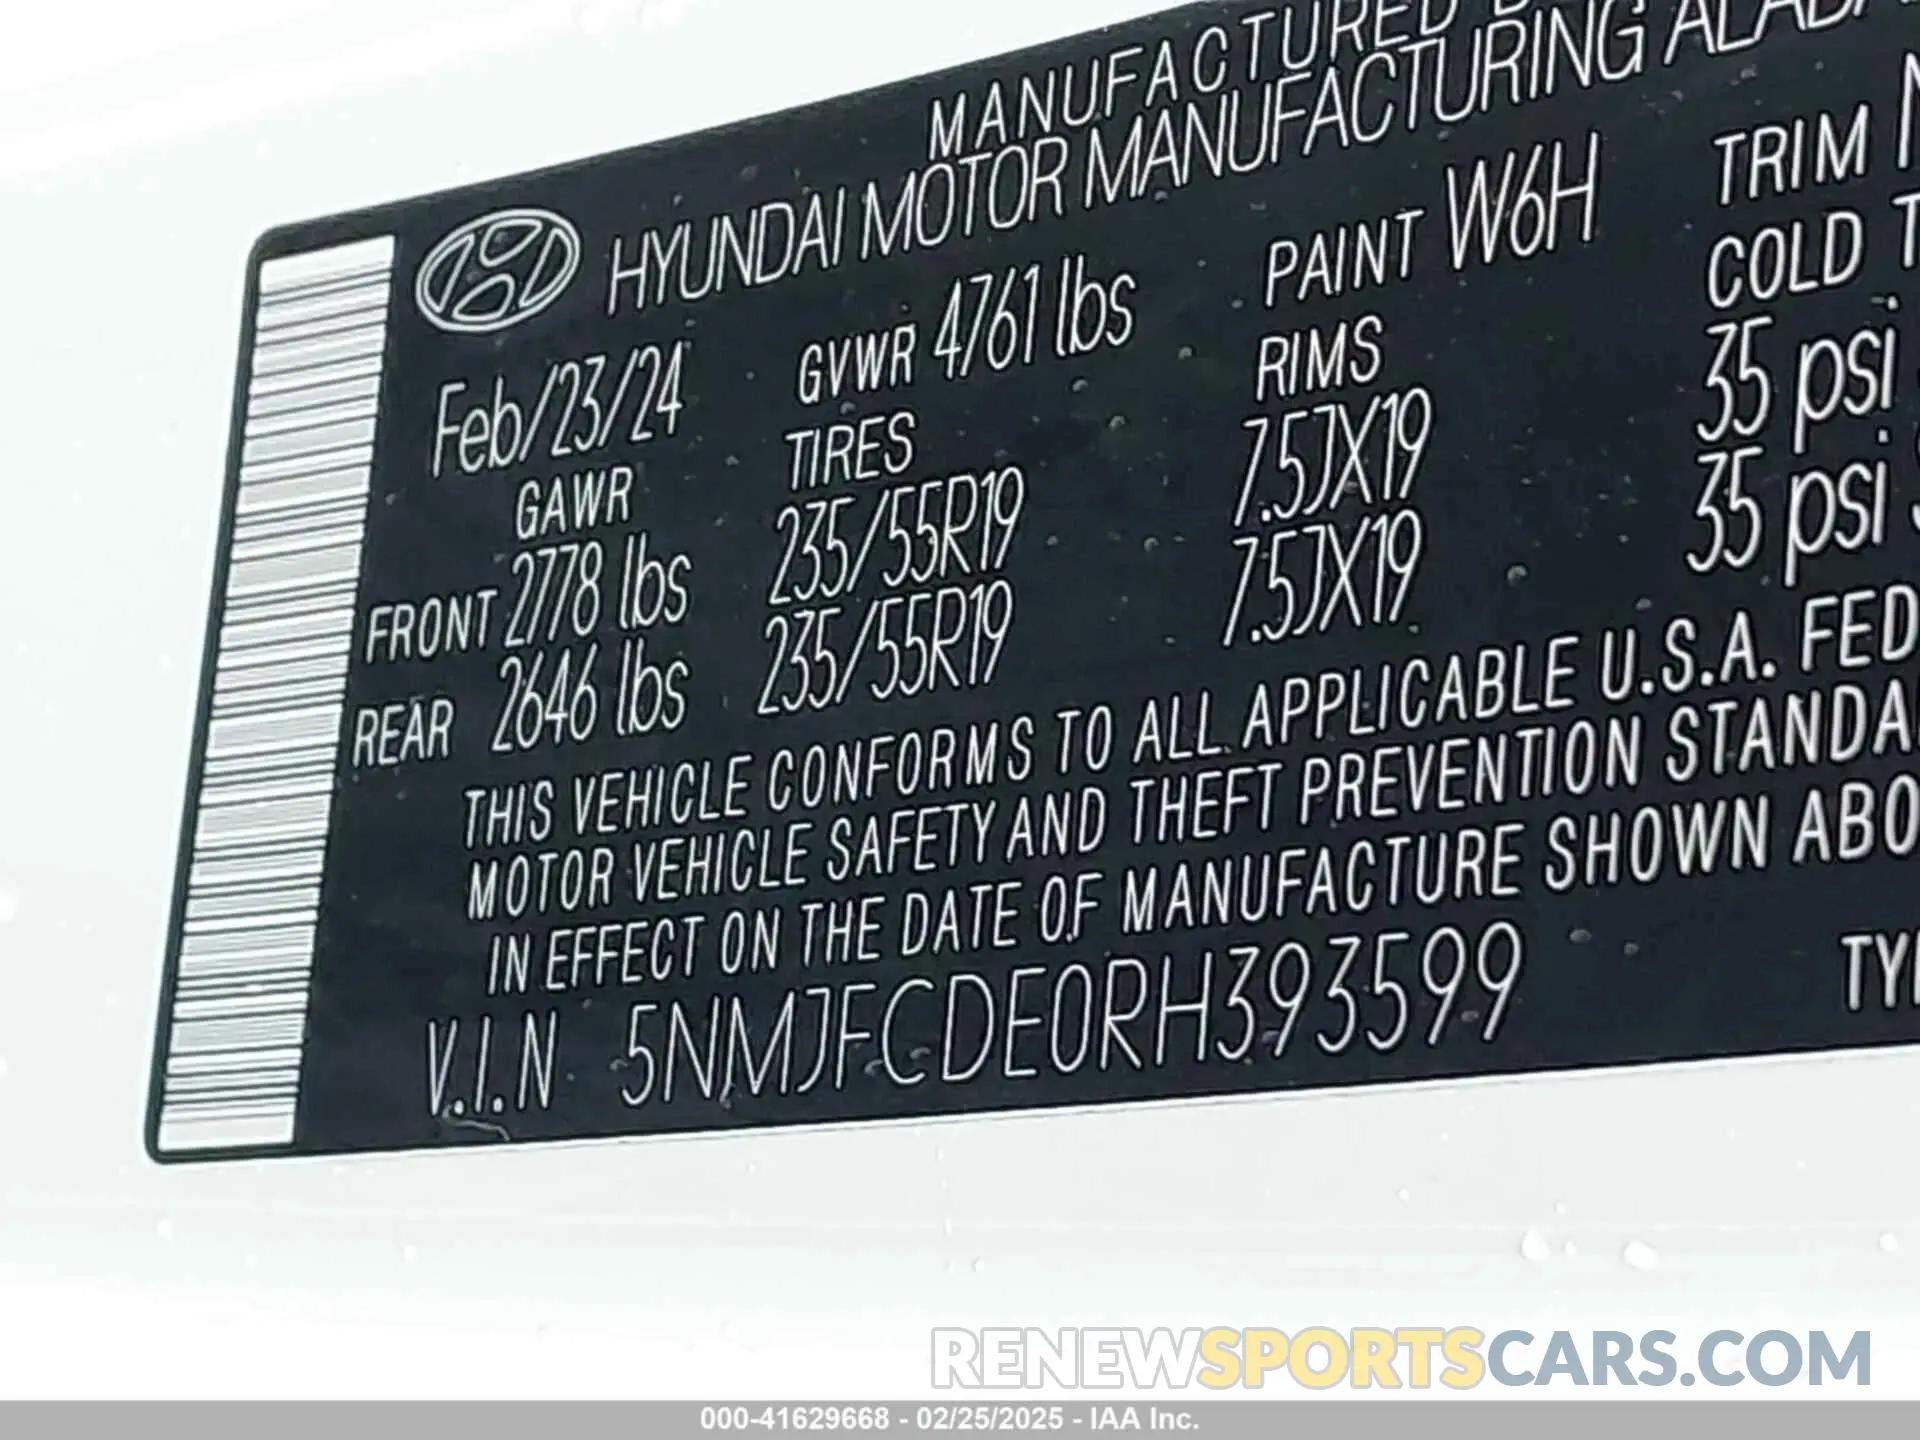 MANUFACTURED
HYUNDAI MOTOR MANUFACTURING
Feb/23/24 GVWR 4761 lbs PAINT W6H TRIM
GAWR TIRES RIMS COLD
FRONT 2778 lbs 235/55R19 7.5JX19 35 psi
REAR 2646 lbs 235/55R19 7.5JX19 35 psi
THIS VEHICLE CONFORMS TO ALL APPLICABLE U.S.A.
MOTOR VEHICLE SAFETY AND THEFT PREVENTION
IN EFFECT ON THE DATE OF MANUFACTURE SHOWN
V.I.N 5NMJFCDE0RH393599
RENEWSPORTSCARS.COM
000-41629668 - 02/25/2025 - IAA Inc.